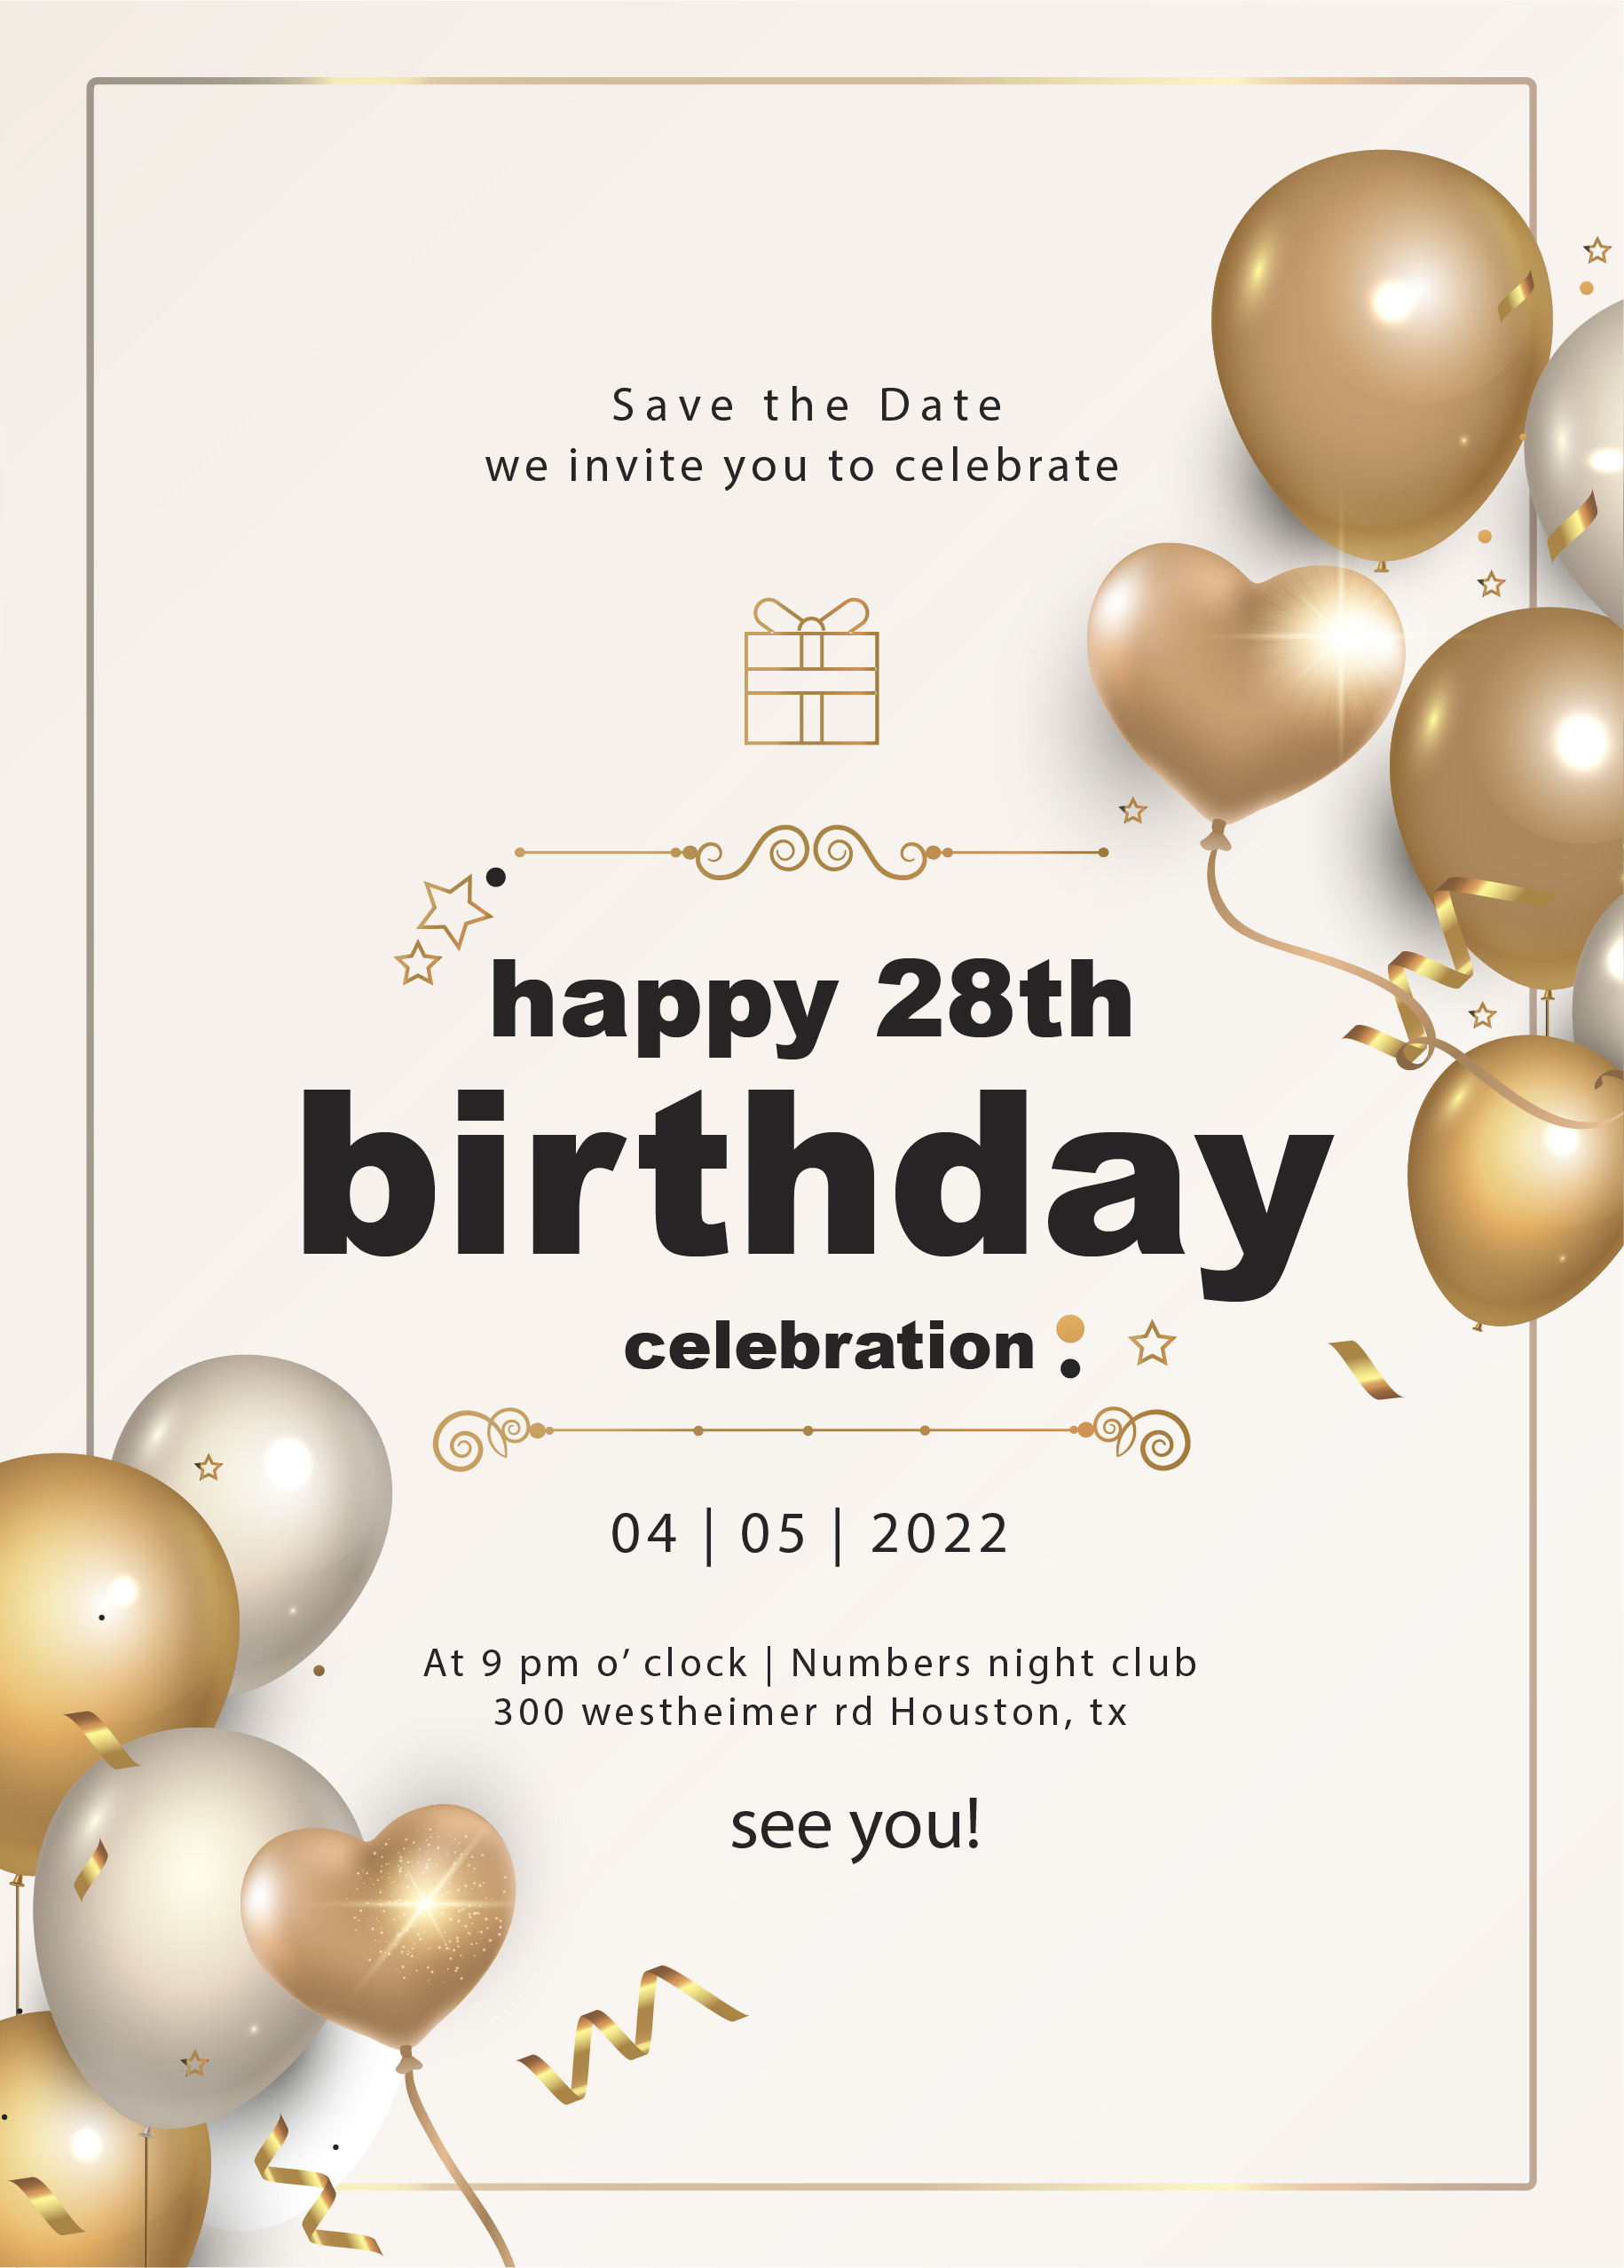 Save the Date
we invite you to celebrate
happy 28th
birthday
celebration
04 | 05 | 2022
At 9 pm o’ clock | Numbers night club
300 westheimer rd Houston, tx
see you!